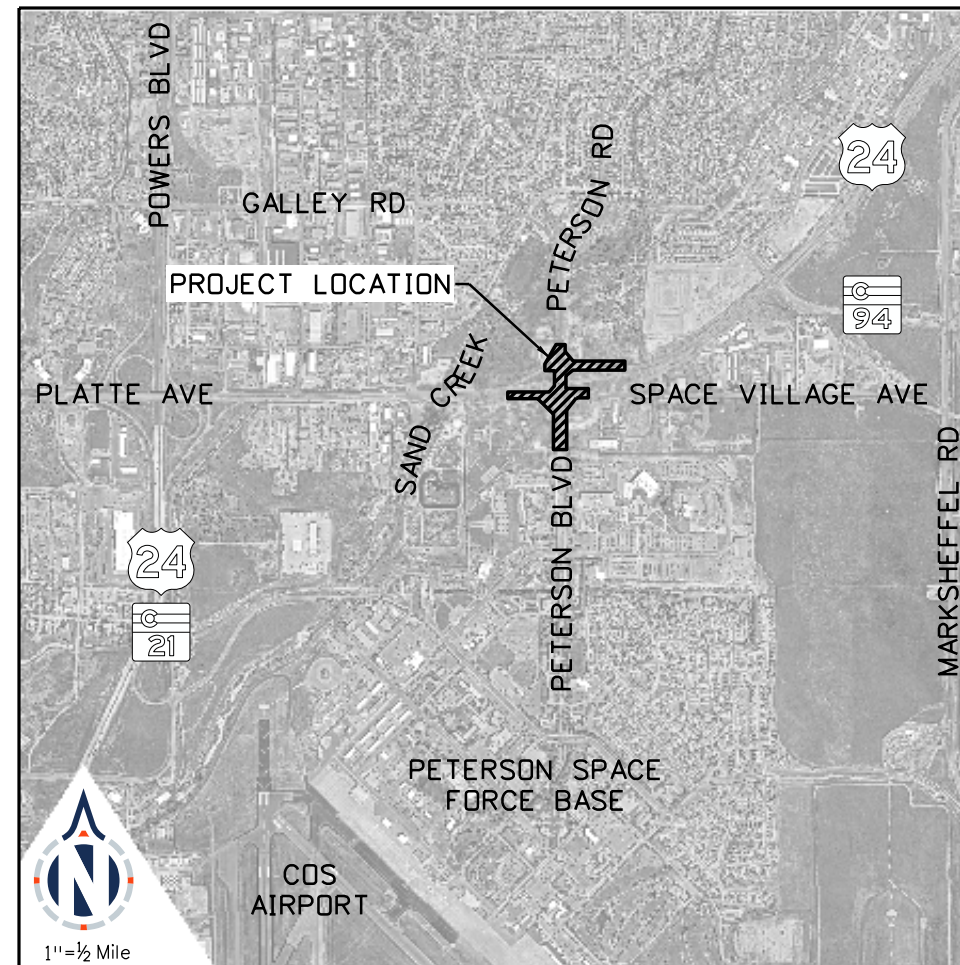 POWERS BLVD
GALLEY RD
PETERSON RD
24
PROJECT LOCATION
C
94
PLATTE AVE
SAND CREEK
SPACE VILLAGE AVE
MARKSHEFFEL RD
PETERSON BLVD
24
C
21
PETERSON SPACE
FORCE BASE
COS
AIRPORT
N
1"=½ Mile